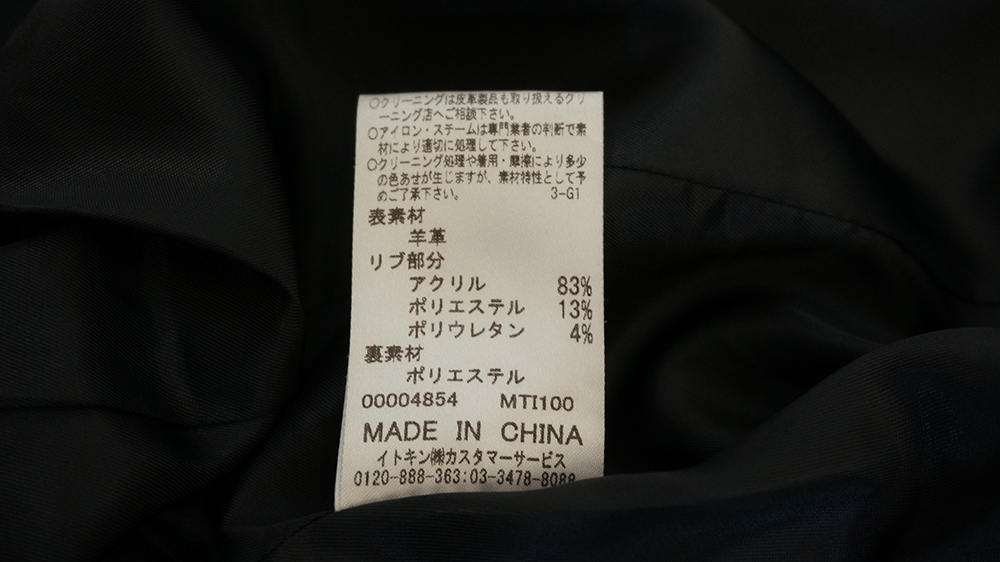 ○クリーニングは皮革製品も取り扱えるクリ
ーニング店へご相談下さい。
○アイロン・スチームは専門業者の判断で素
材により適切に処理して下さい。
○クリーニング処理や着用・摩擦により多少
の色あせが生じますが、素材特性として予
めご了承下さい。 3-G1
表素材
羊革
リブ部分
アクリル 83%
ポリエステル 13%
ポリウレタン 4%
裏素材
ポリエステル
00004854 MTI100
MADE IN CHINA
イトキン㈱カスタマーサービス
0120-888-363:03-3478-8088